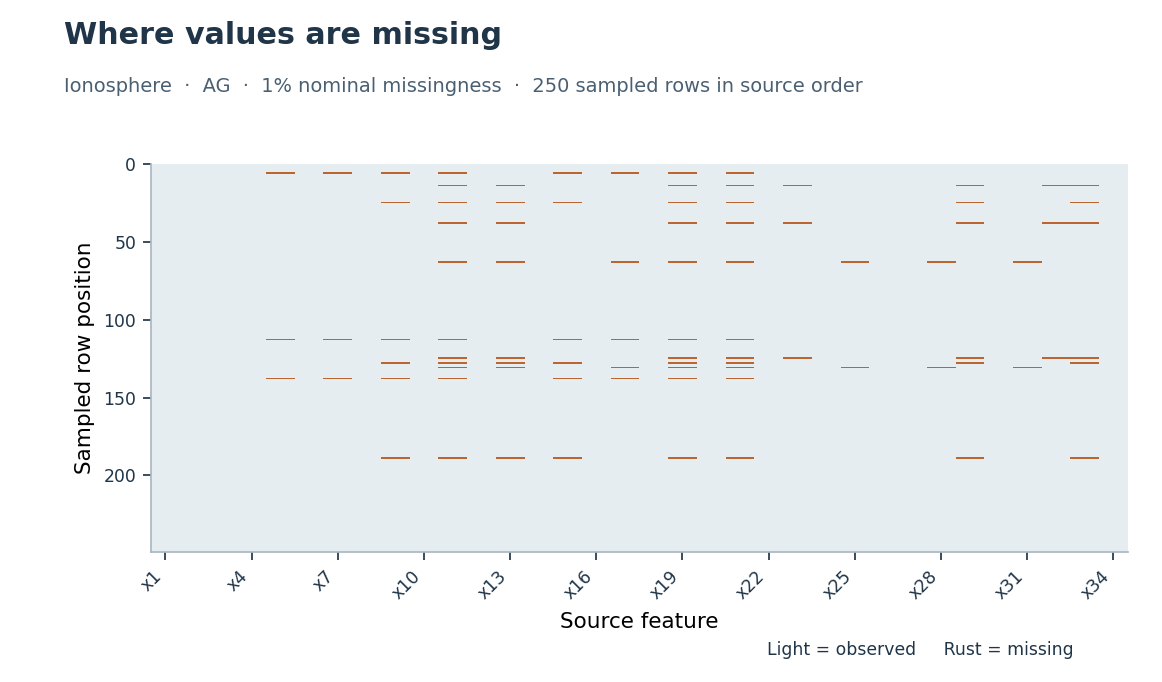 Where values are missing
Ionosphere · AG · 1% nominal missingness · 250 sampled rows in source order
0
50
100
150
200
Sampled row position
x1 x4 x7 x10 x13 x16 x19 x22 x25 x28 x31 x34
Source feature
Light = observed Rust = missing